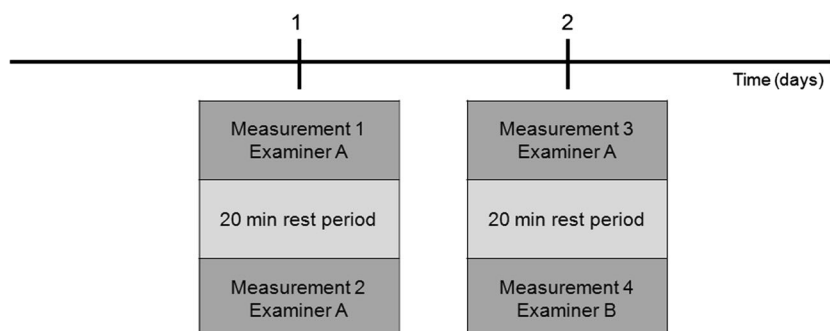 1
2
Time (days)
Measurement 1
Examiner A
20 min rest period
Measurement 2
Examiner A
Measurement 3
Examiner A
20 min rest period
Measurement 4
Examiner B